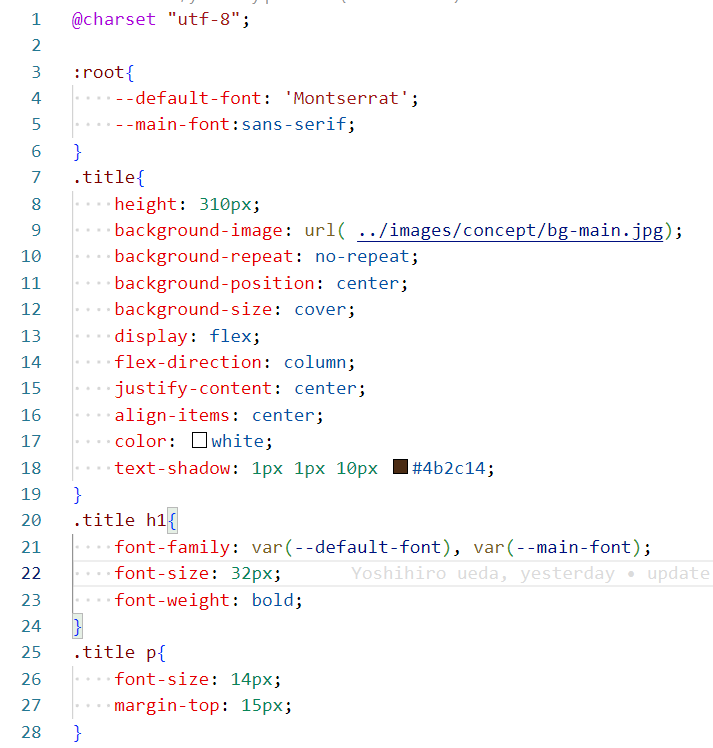 1 @charset "utf-8";
2
3 :root{
4 ····--default-font: 'Montserrat';
5 ····--main-font:sans-serif;
6 }
7 .title{
8 ····height: 310px;
9 ····background-image: url( ../images/concept/bg-main.jpg);
10 ····background-repeat: no-repeat;
11 ····background-position: center;
12 ····background-size: cover;
13 ····display: flex;
14 ····flex-direction: column;
15 ····justify-content: center;
16 ····align-items: center;
17 ····color: white;
18 ····text-shadow: 1px 1px 10px #4b2c14;
19 }
20 .title h1{
21 ····font-family: var(--default-font), var(--main-font);
22 ····font-size: 32px; Yoshihiro ueda, yesterday • update
23 ····font-weight: bold;
24 }
25 .title p{
26 ····font-size: 14px;
27 ····margin-top: 15px;
28 }